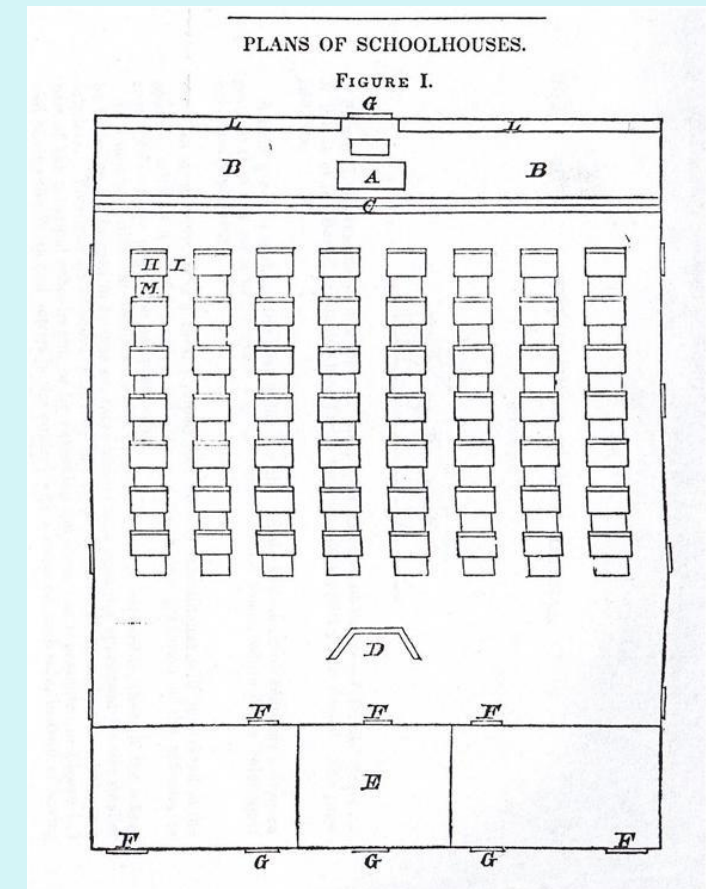 PLANS OF SCHOOLHOUSES.
FIGURE I.
G
L L
B A B
C
H I
M
D
F F F
E
F F
G G G